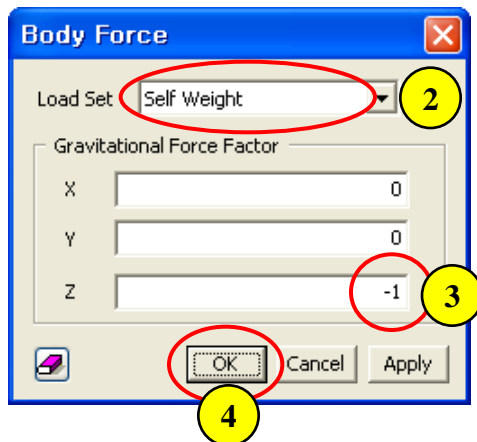 Body Force
Load Set Self Weight 2
Gravitational Force Factor
X 0
Y 0
Z -1 3
OK Cancel Apply
4